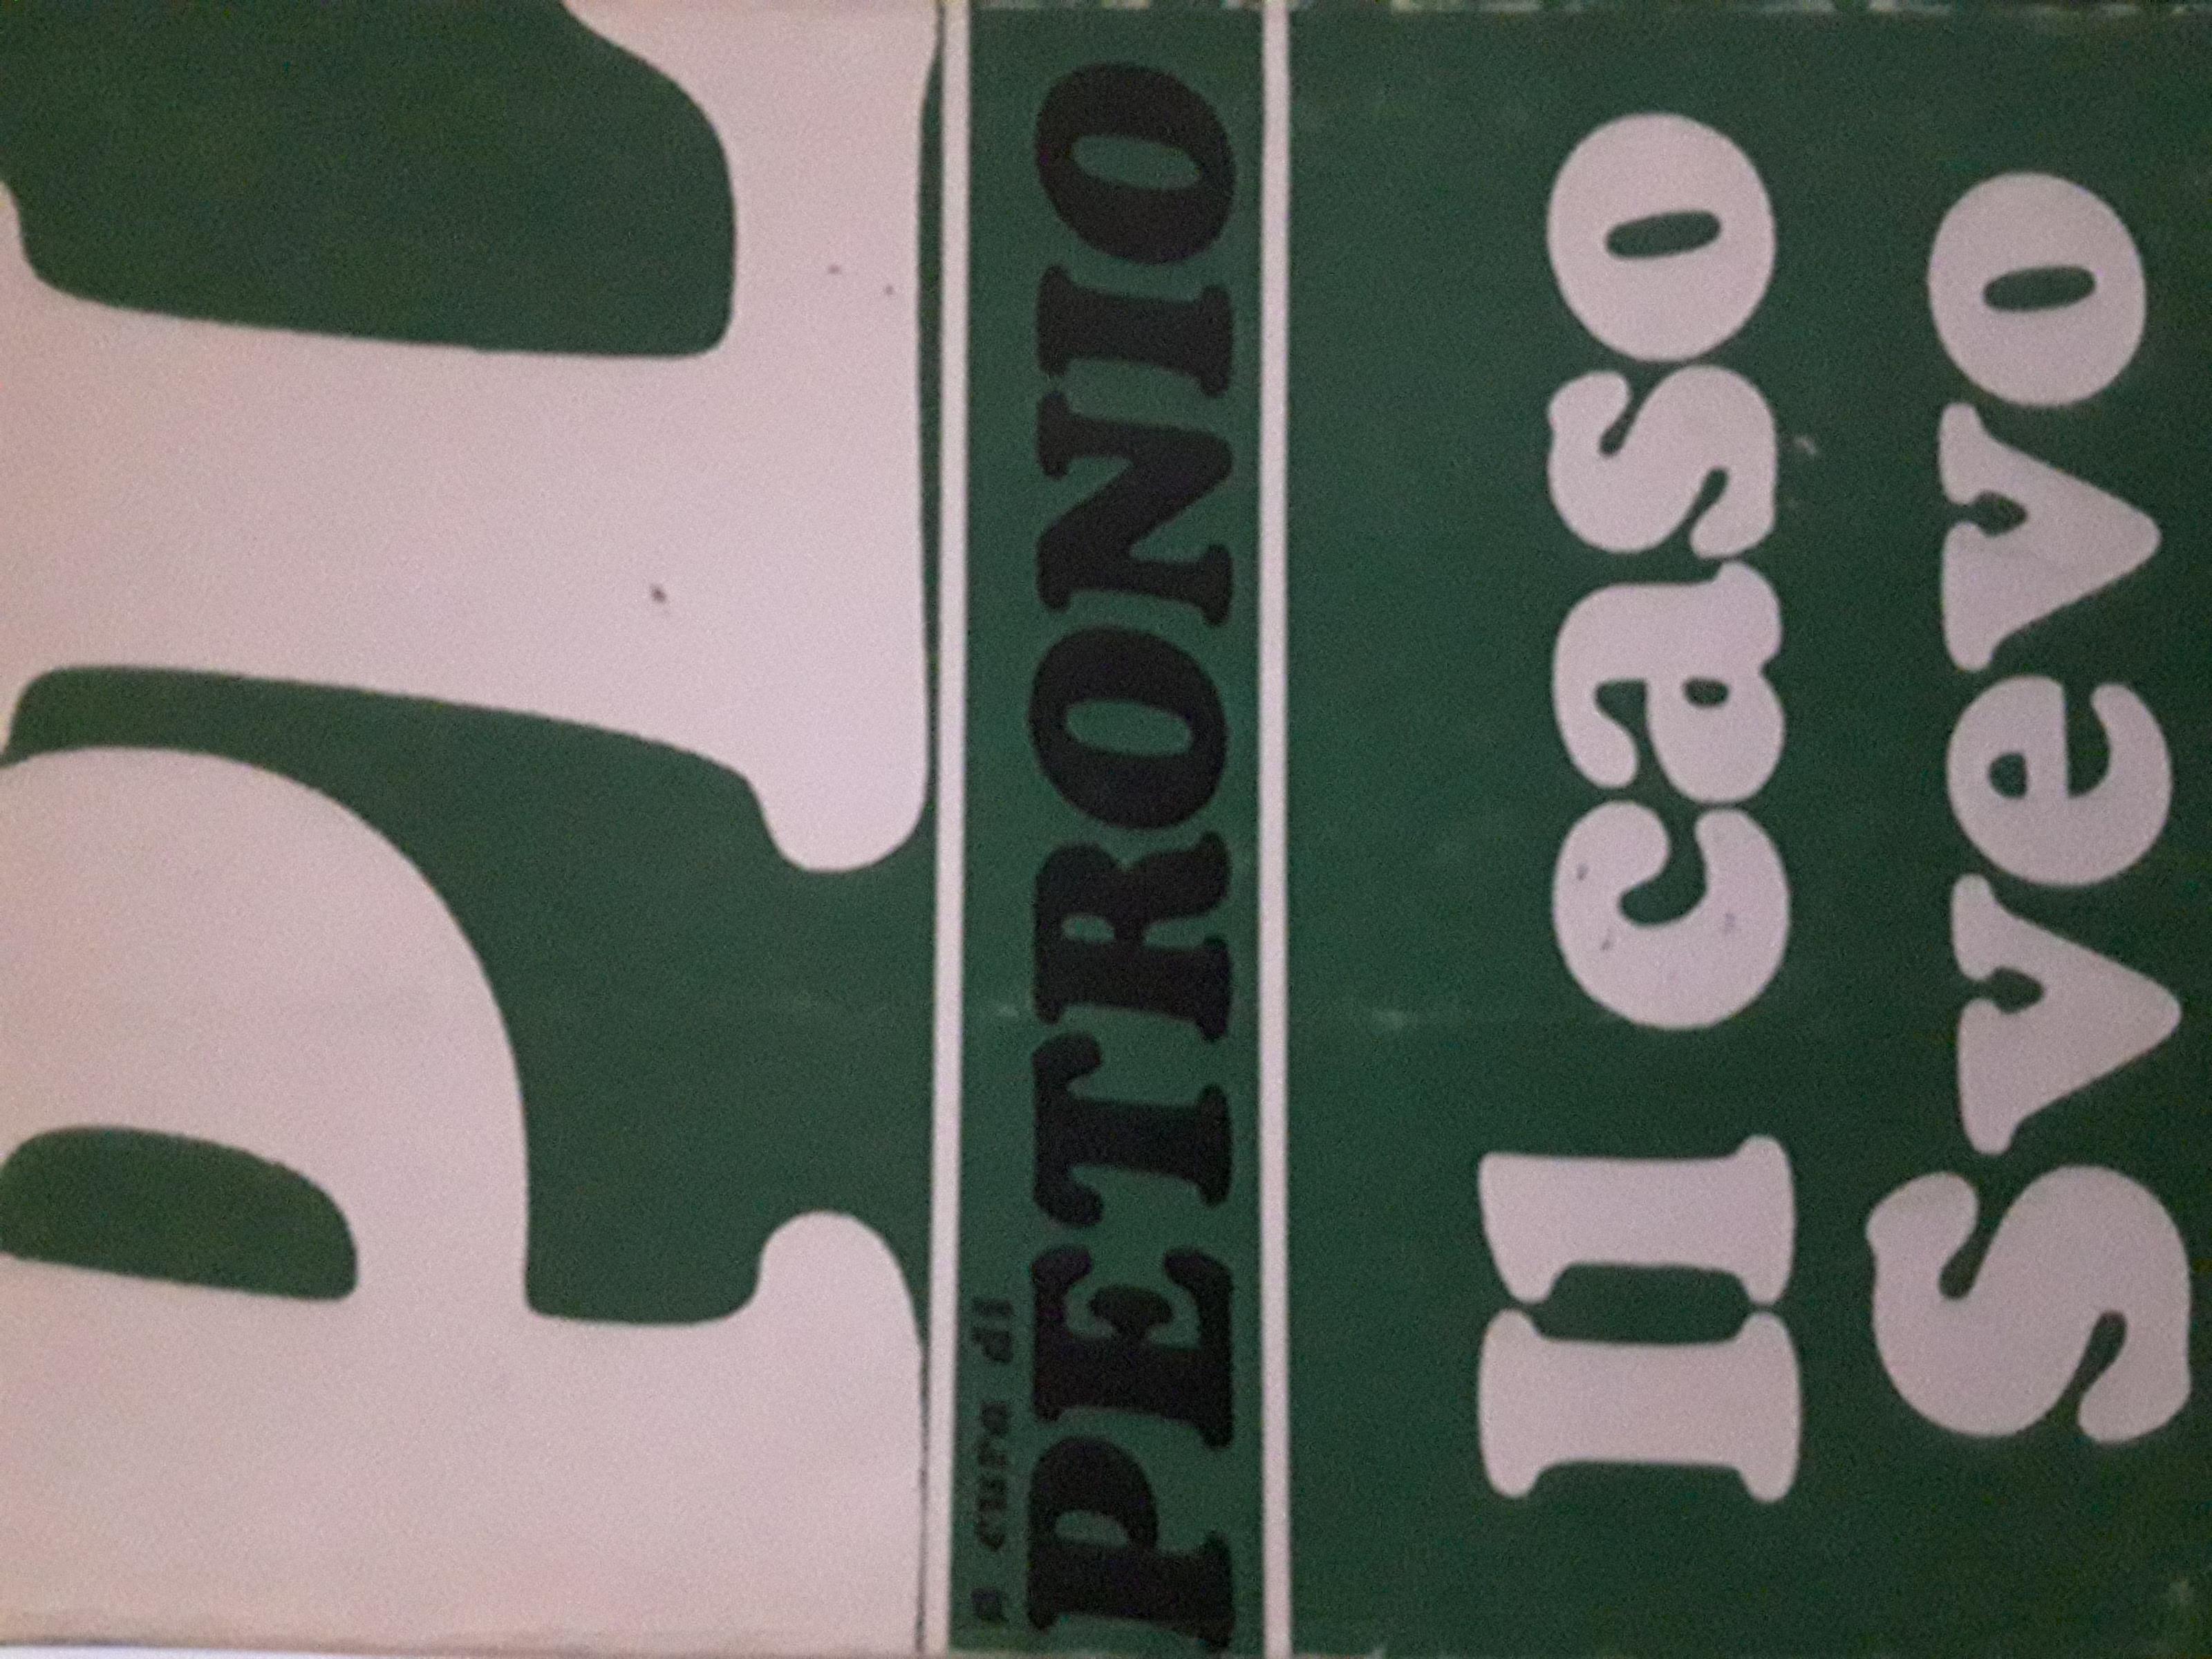 a cura di
PETRONIO
Il caso
Svevo